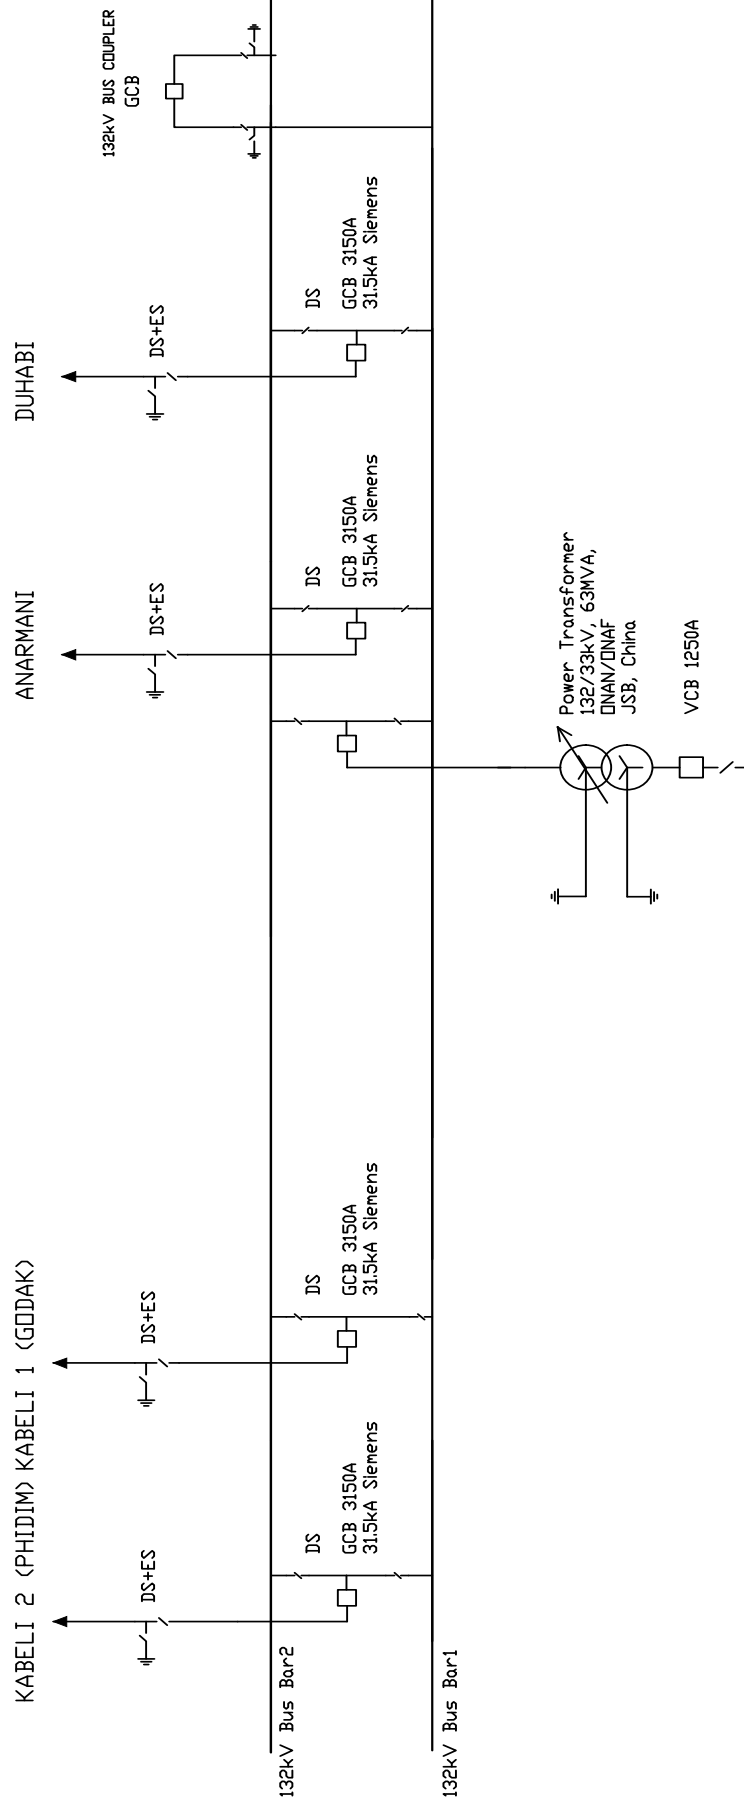 KABELI 2 (PHIDIM) KABELI 1 (GODAK)
ANARMANI
DUHABI
132kV BUS COUPLER
GCB
DS+ES
DS+ES
DS+ES
DS+ES
132kV Bus Bar2
DS
GCB 3150A
31.5kA Siemens
DS
GCB 3150A
31.5kA Siemens
DS
GCB 3150A
31.5kA Siemens
DS
GCB 3150A
31.5kA Siemens
132kV Bus Bar1
Power Transformer
132/33kV, 63MVA,
ONAN/ONAF
JSB, China
VCB 1250A